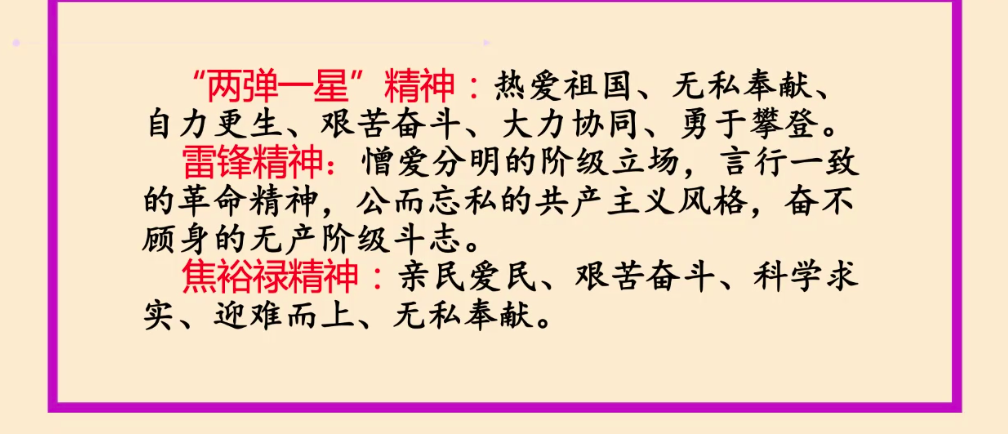 “两弹一星”精神：热爱祖国、无私奉献、
自力更生、艰苦奋斗、大力协同、勇于攀登。
雷锋精神：憎爱分明的阶级立场，言行一致
的革命精神，公而忘私的共产主义风格，奋不
顾身的无产阶级斗志。
焦裕禄精神：亲民爱民、艰苦奋斗、科学求
实、迎难而上、无私奉献。